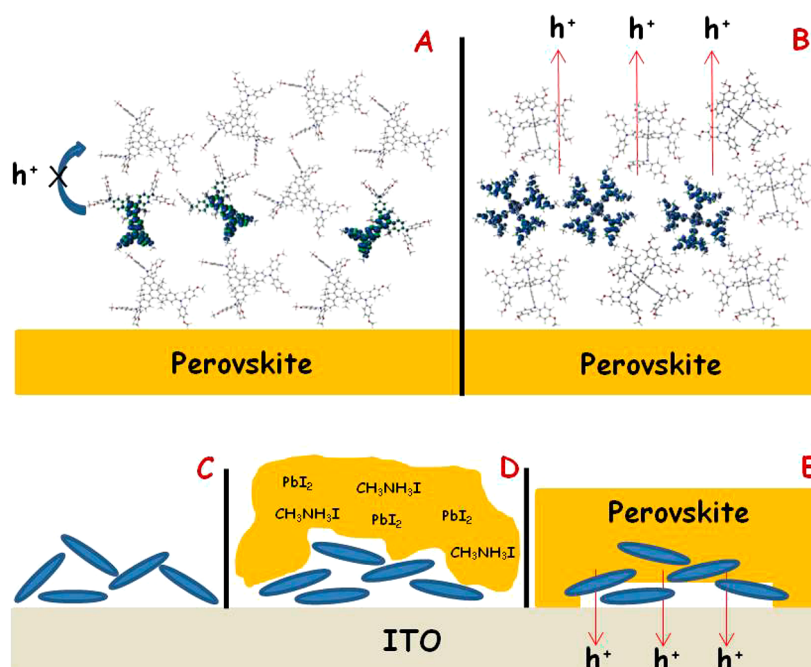 A
h+ h+ h+
B
h+
Perovskite
Perovskite
C
D
E
PbI2
CH3NH3I
CH3NH3I
PbI2
PbI2
CH3NH3I
Perovskite
ITO
h+ h+ h+